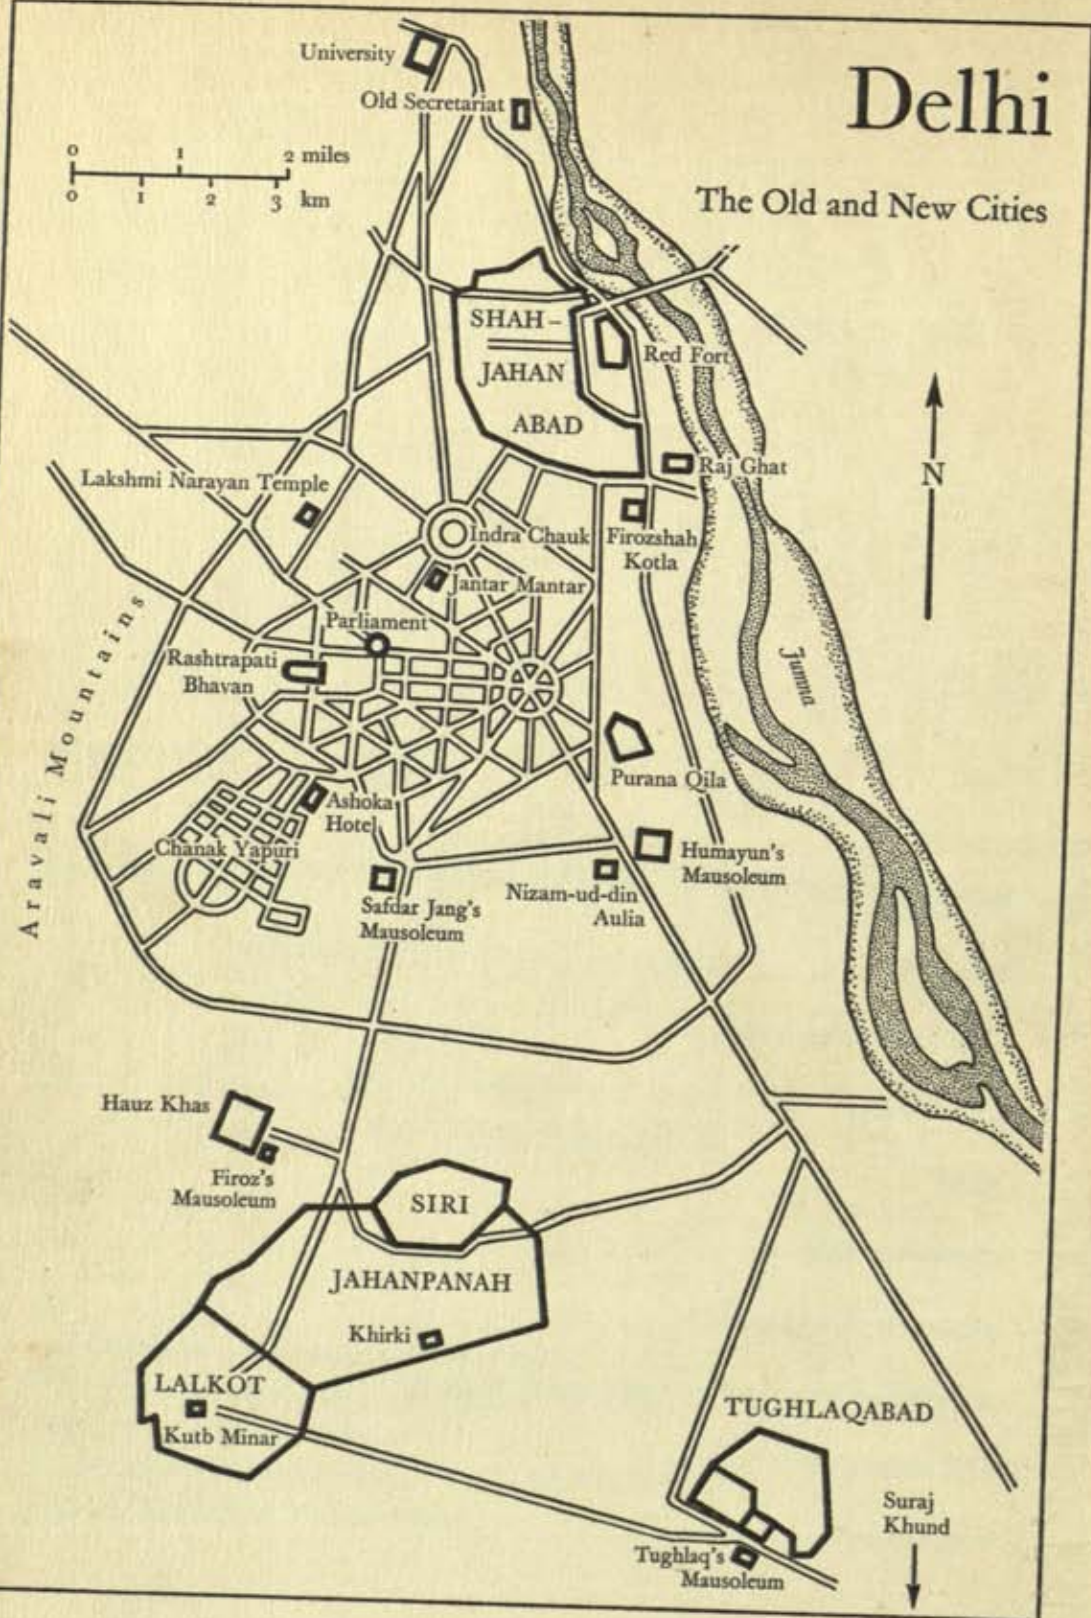 University
Old Secretariat
Delhi
The Old and New Cities
0 1 2 miles
0 1 2 3 km
SHAH-
JAHAN
ABAD
Red Fort
N
Raj Ghat
Lakshmi Narayan Temple
Indra Chauk
Firozshah
Kotla
Jantar Mantar
Parliament
Rashtrapati
Bhavan
Jumna
Aravali Mountains
Purana Qila
Ashoka
Hotel
Chanak Yapuri
Humayun's
Mausoleum
Nizam-ud-din
Aulia
Safdar Jang's
Mausoleum
Hauz Khas
Firoz's
Mausoleum
SIRI
JAHANPANAH
Khirki
LALKOT
Kutb Minar
TUGHLAQABAD
Suraj
Khund
Tughlaq's
Mausoleum